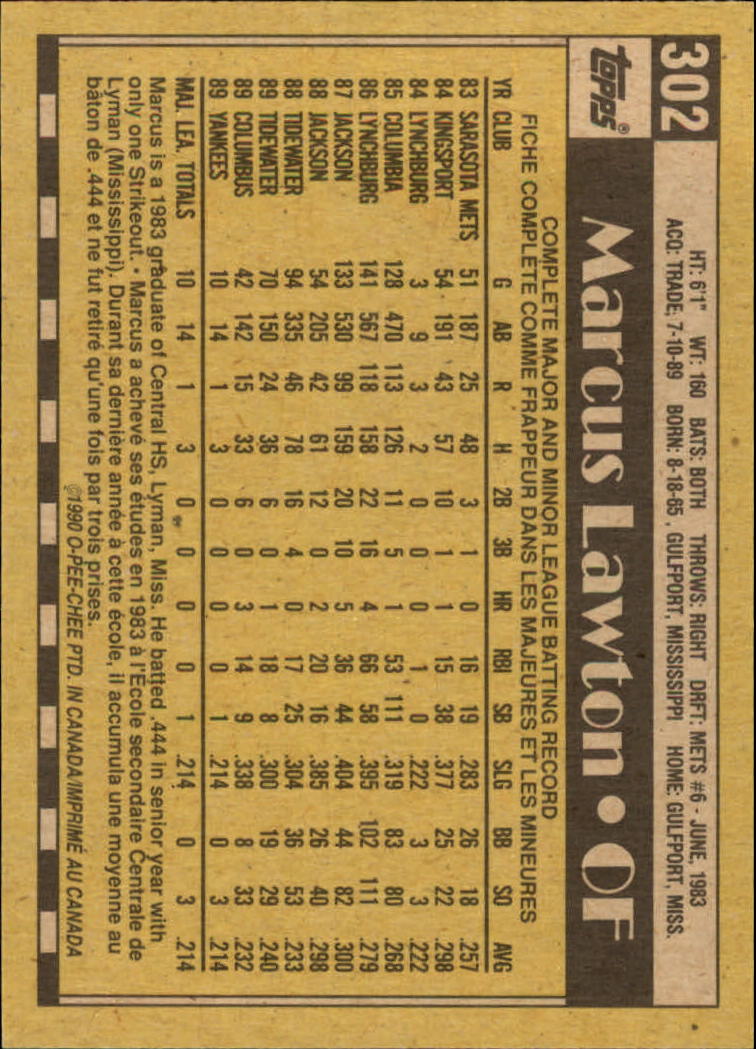 302
HT: 6'1" WT: 160 BATS: BOTH THROWS: RIGHT DRFT: METS #6 - JUNE, 1983
ACQ: TRADE, 7-10-89 BORN: 8-18-65, GULFPORT, MISSISSIPPI HOME: GULFPORT, MISS.
topps® Marcus Lawton • OF
COMPLETE MAJOR AND MINOR LEAGUE BATTING RECORD
FICHE COMPLETE COMME FRAPPEUR DANS LES MAJEURES ET LES MINEURES
YR CLUB G AB R H 2B 3B HR RBI SB SLG BB SO AVG
83 SARASOTA METS 51 187 25 48 3 1 0 16 19 .283 26 18 .257
84 KINGSPORT 54 191 43 57 10 1 1 15 38 .377 25 22 .298
84 LYNCHBURG 3 9 3 2 0 0 0 1 0 .222 3 3 .222
85 COLUMBIA 128 470 113 126 11 5 1 53 111 .319 83 80 .268
86 LYNCHBURG 141 567 118 158 22 16 4 66 58 .395 102 111 .279
87 JACKSON 133 530 99 159 20 10 5 36 44 .404 44 82 .300
88 JACKSON 54 205 42 61 12 0 2 20 16 .385 26 40 .298
88 TIDEWATER 94 335 46 78 16 4 0 17 25 .304 36 53 .233
89 TIDEWATER 70 150 24 36 6 0 1 18 8 .300 19 29 .240
89 COLUMBUS 42 142 15 33 6 0 3 14 9 .338 8 33 .232
89 YANKEES 10 14 1 3 0 0 0 0 1 .214 0 3 .214
MAJ. LEA. TOTALS 10 14 1 3 0 0 0 0 1 .214 0 3 .214
Marcus is a 1983 graduate of Central HS, Lyman, Miss. He batted .444 in senior year with
only one Strikeout. • Marcus a achevé ses études en 1983 à l'Ecole secondaire Centrale de
Lyman (Mississippi). Durant sa dernière année à cette école, il accumula une moyenne au
bâton de .444 et ne fut retiré qu'une fois par trois prises.
©1990 O-PEE-CHEE PTD. IN CANADA/IMPRIMÉ AU CANADA